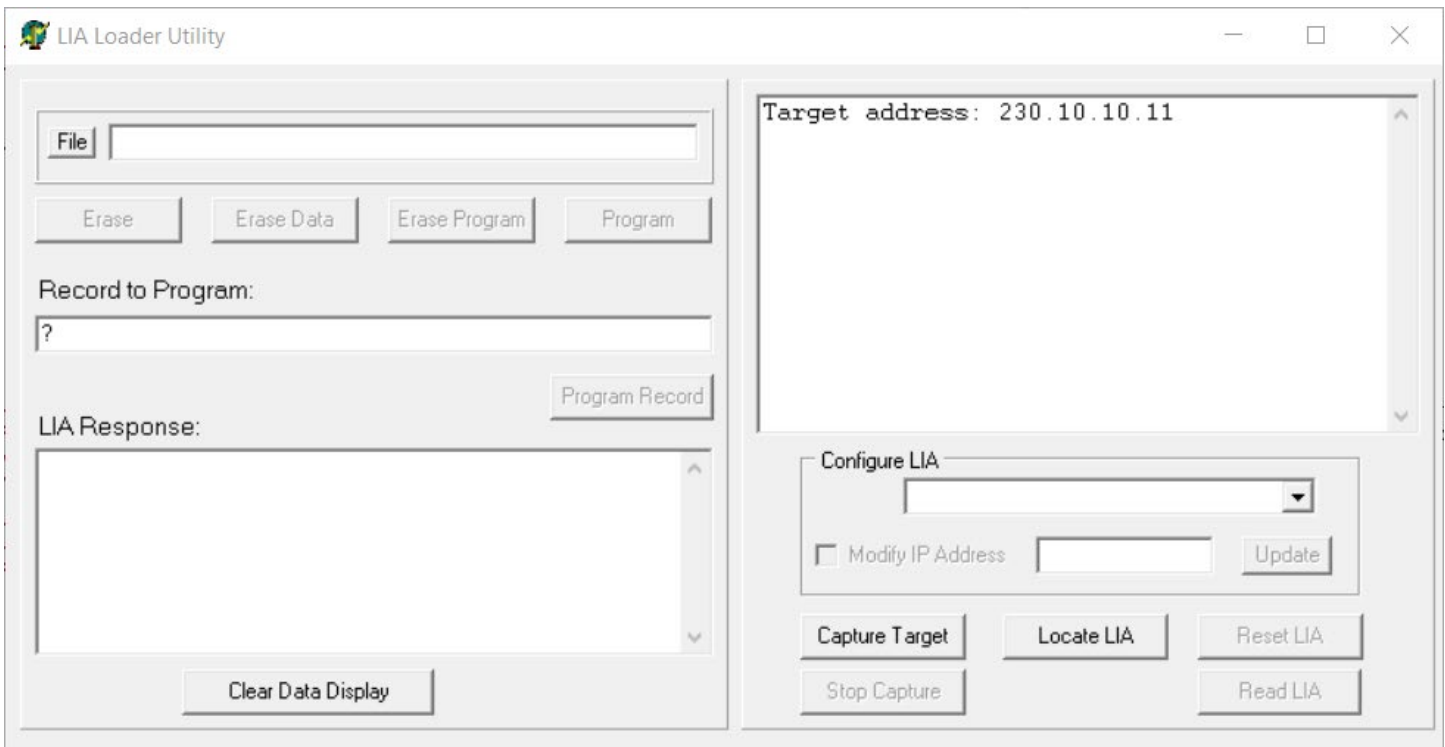 LIA Loader Utility
File
Erase
Erase Data
Erase Program
Program
Record to Program:
?
Program Record
LIA Response:
Clear Data Display
Target address: 230.10.10.11
Configure LIA
Modify IP Address
Update
Capture Target
Locate LIA
Reset LIA
Stop Capture
Read LIA